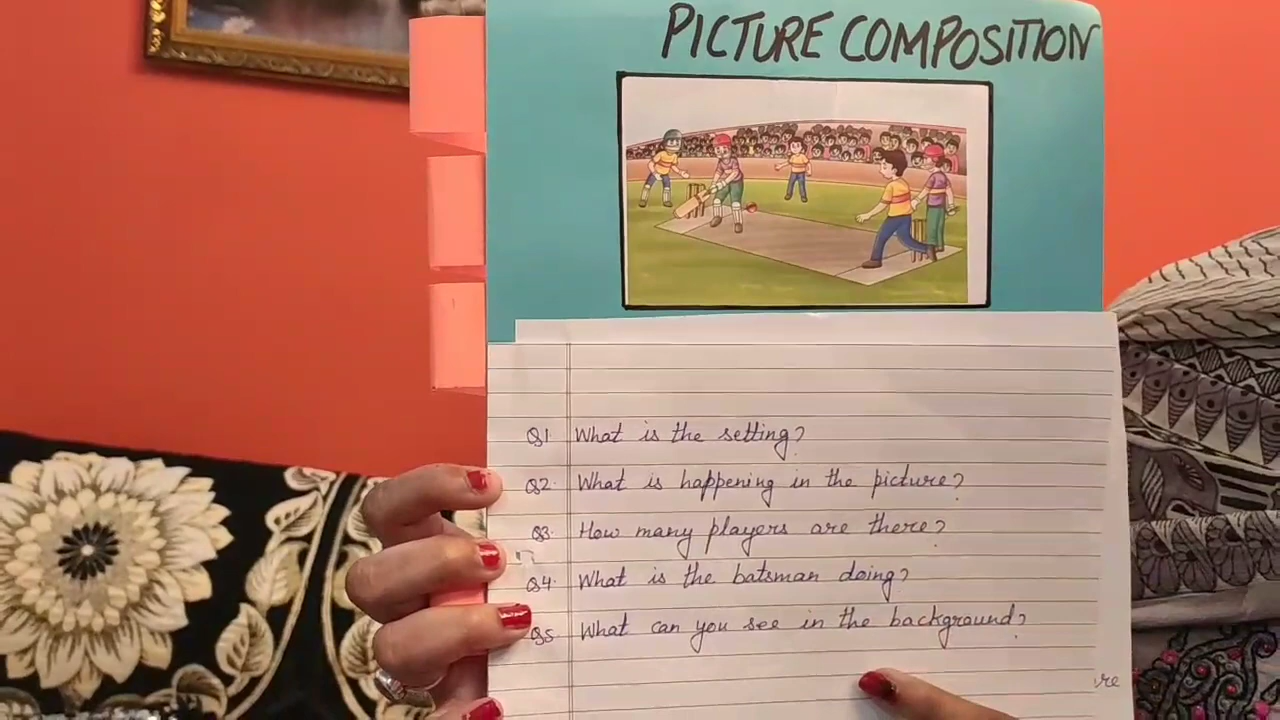 PICTURE COMPOSITION
Q1. What is the setting?
Q2. What is happening in the picture?
Q3. How many players are there?
Q4. What is the batsman doing?
Q5. What can you see in the background?